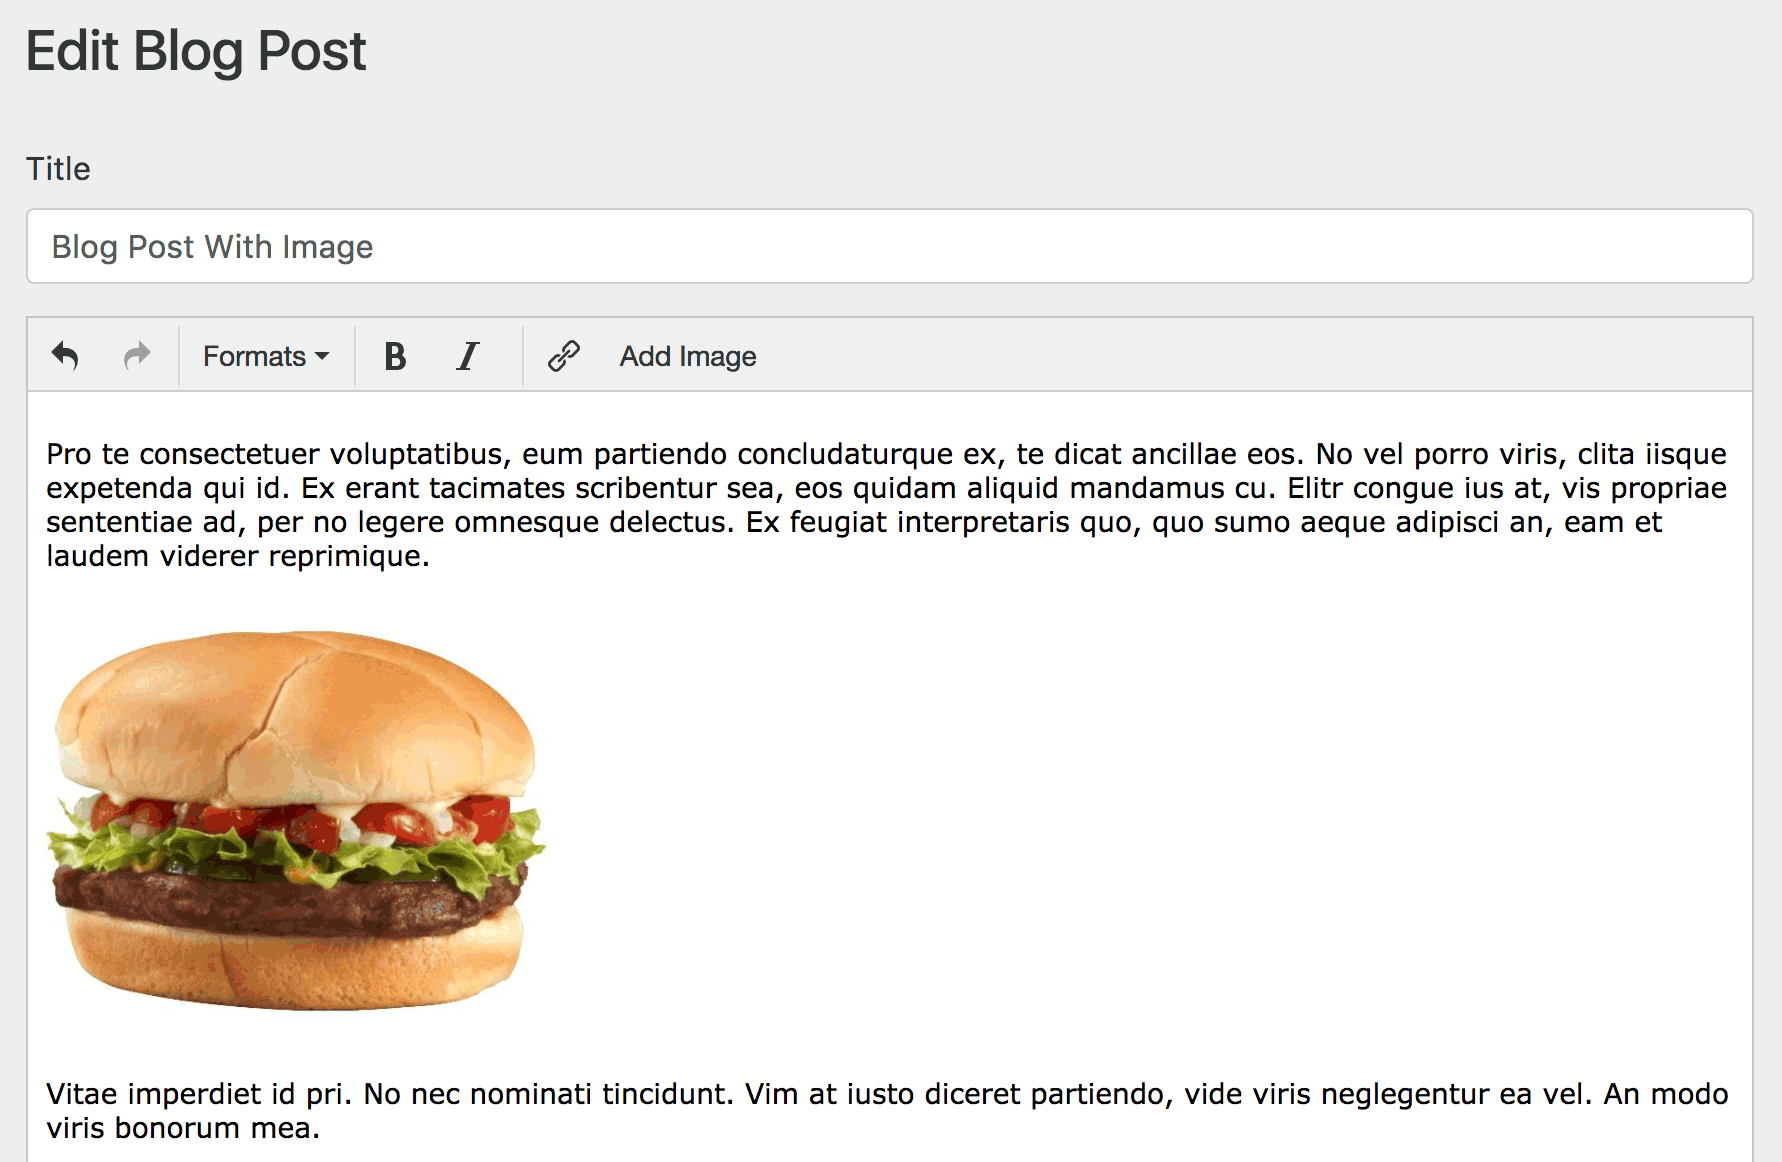 Edit Blog Post
Title
Blog Post With Image
Formats B I Add Image
Pro te consectetuer voluptatibus, eum partiendo concludaturque ex, te dicat ancillae eos. No vel porro viris, clita iisque
expetenda qui id. Ex erant tacimates scribentur sea, eos quidam aliquid mandamus cu. Elitr congue ius at, vis propriae
sententiae ad, per no legere omnesque delectus. Ex feugiat interpretaris quo, quo sumo aeque adipisci an, eam et
laudem viderer reprimique.
Vitae imperdiet id pri. No nec nominati tincidunt. Vim at iusto diceret partiendo, vide viris neglegentur ea vel. An modo
viris bonorum mea.